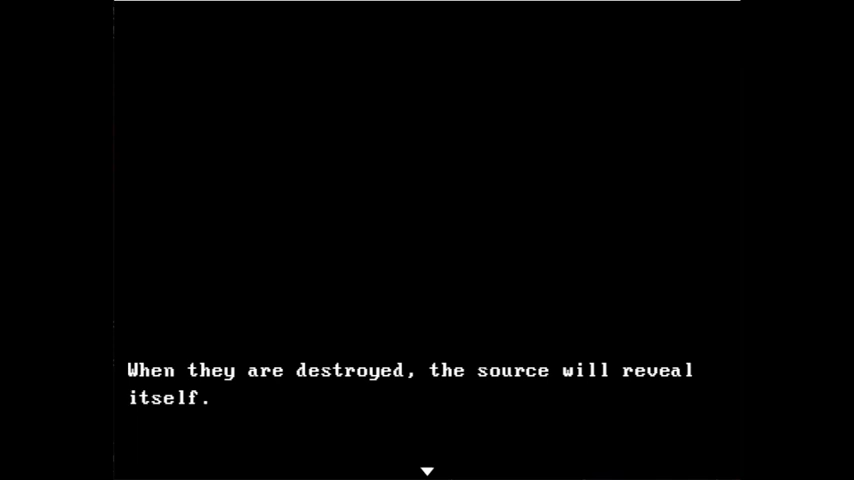 When they are destroyed, the source will reveal
itself.